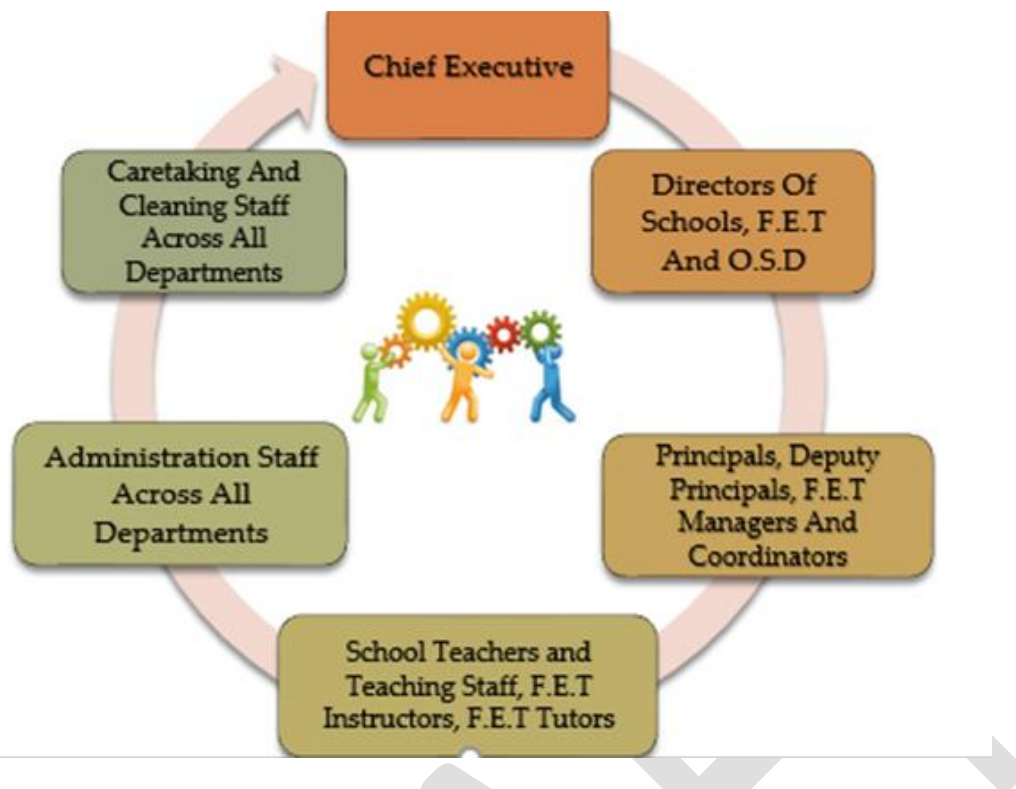 Chief Executive
Directors Of
Schools, F.E.T
And O.S.D
Principals, Deputy
Principals, F.E.T
Managers And
Coordinators
School Teachers and
Teaching Staff, F.E.T
Instructors, F.E.T Tutors
Administration Staff
Across All
Departments
Caretaking And
Cleaning Staff
Across All
Departments